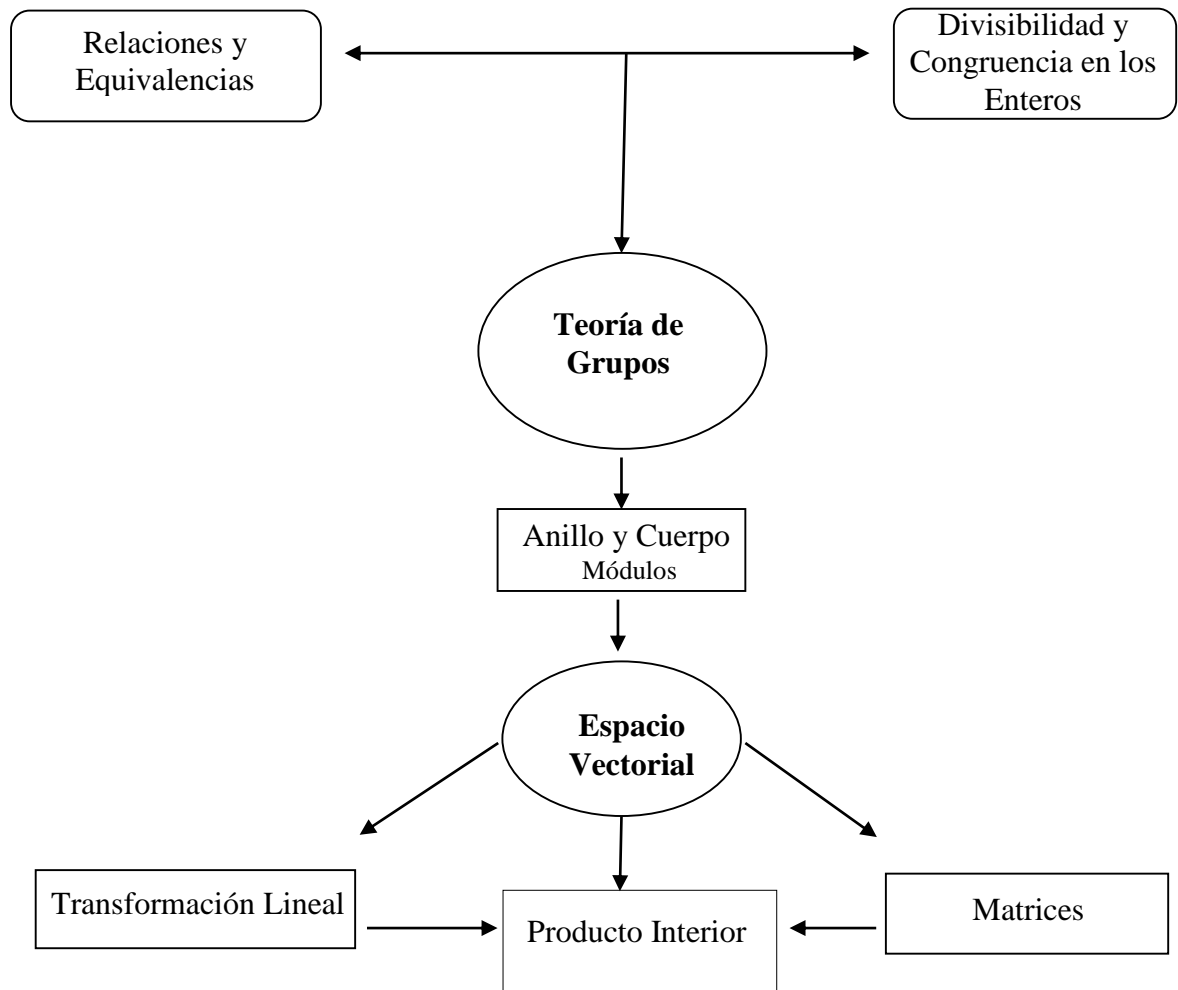 Relaciones y
Equivalencias
Divisibilidad y
Congruencia en los
Enteros
Teoría de
Grupos
Anillo y Cuerpo
Módulos
Espacio
Vectorial
Transformación Lineal
Producto Interior
Matrices